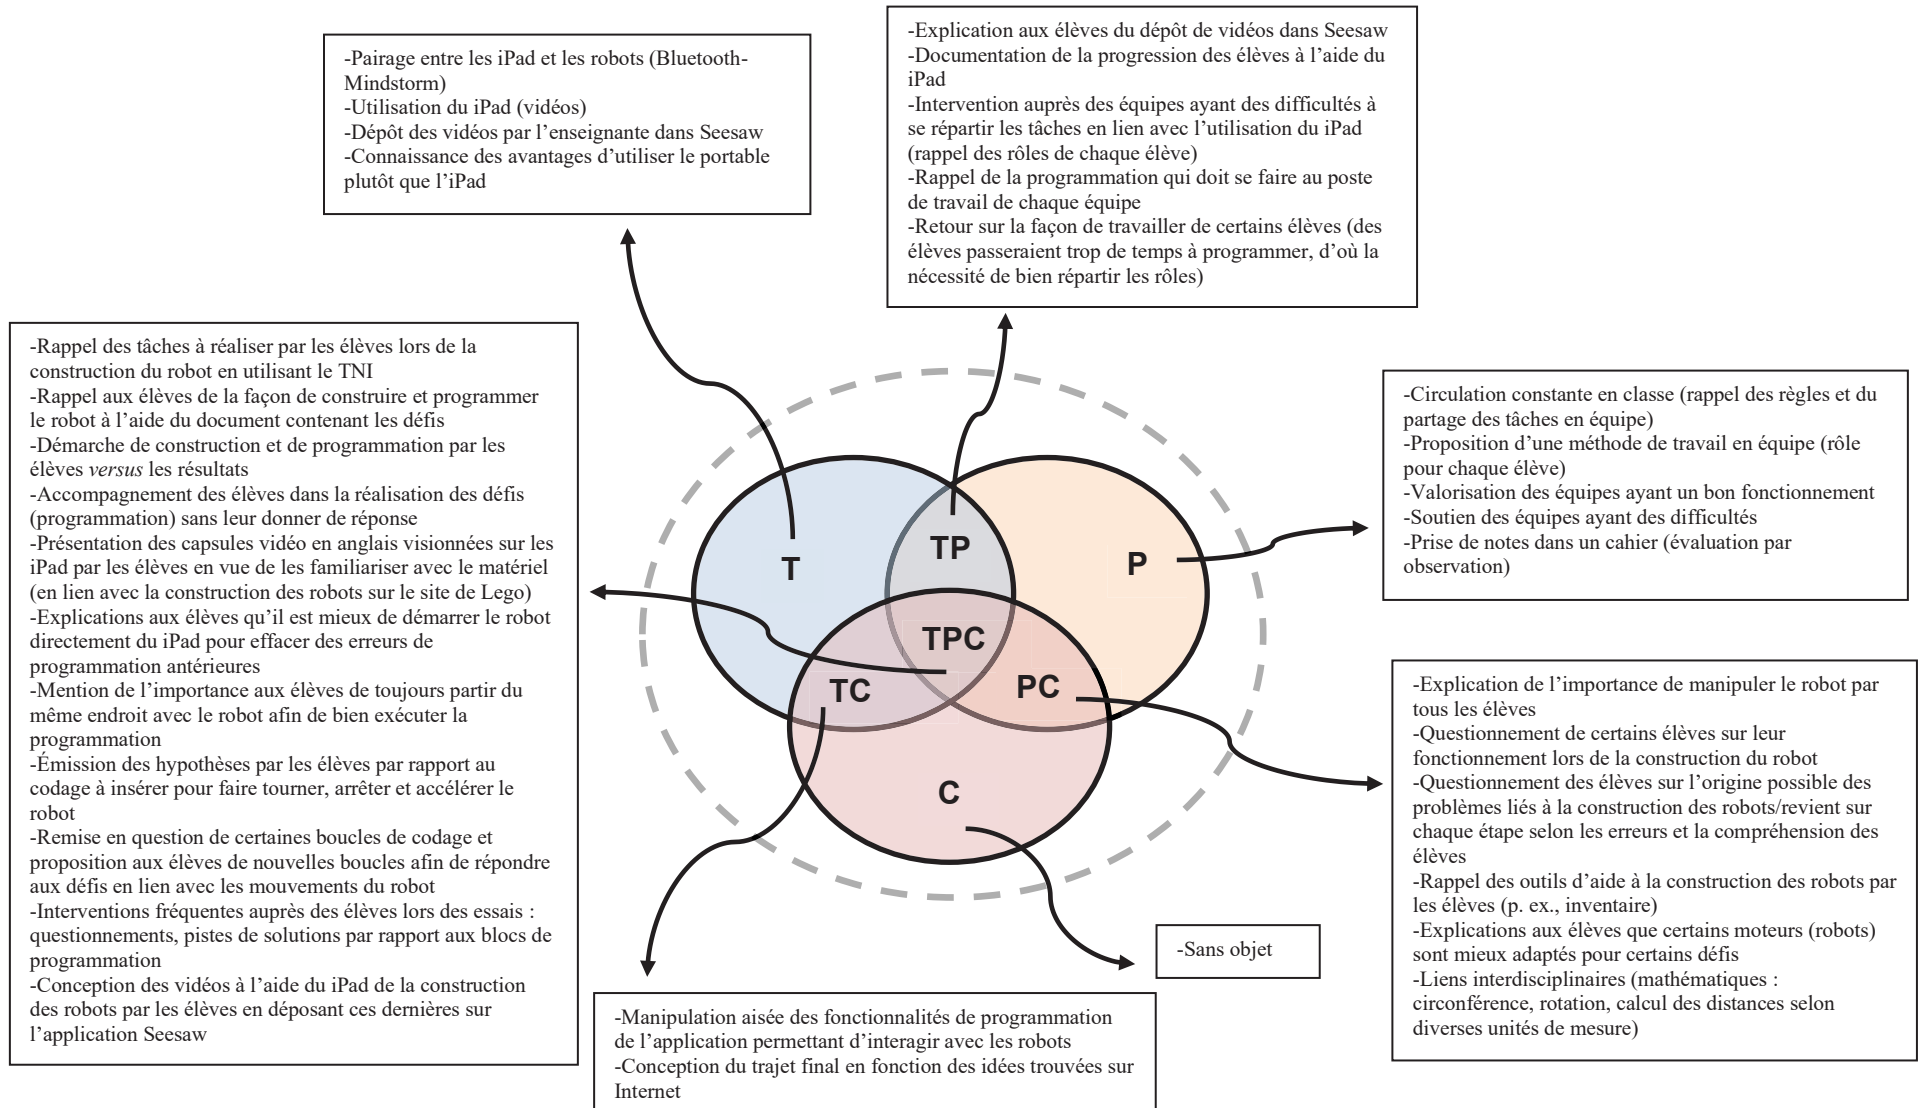 -Pairage entre les iPad et les robots (Bluetooth-
Mindstorm)
-Utilisation du iPad (vidéos)
-Dépôt des vidéos par l’enseignante dans Seesaw
-Connaissance des avantages d’utiliser le portable
plutôt que l’iPad
-Explication aux élèves du dépôt de vidéos dans Seesaw
-Documentation de la progression des élèves à l’aide du
iPad
-Intervention auprès des équipes ayant des difficultés à
se répartir les tâches en lien avec l’utilisation du iPad
(rappel des rôles de chaque élève)
-Rappel de la programmation qui doit se faire au poste
de travail de chaque équipe
-Retour sur la façon de travailler de certains élèves (des
élèves passeraient trop de temps à programmer, d’où la
nécessité de bien répartir les rôles)
-Rappel des tâches à réaliser par les élèves lors de la
construction du robot en utilisant le TNI
-Rappel aux élèves de la façon de construire et programmer
le robot à l’aide du document contenant les défis
-Démarche de construction et de programmation par les
élèves versus les résultats
-Accompagnement des élèves dans la réalisation des défis
(programmation) sans leur donner de réponse
-Présentation des capsules vidéo en anglais visionnées sur les
iPad par les élèves en vue de les familiariser avec le matériel
(en lien avec la construction des robots sur le site de Lego)
-Explications aux élèves qu’il est mieux de démarrer le robot
directement du iPad pour effacer des erreurs de
programmation antérieures
-Mention de l’importance aux élèves de toujours partir du
même endroit avec le robot afin de bien exécuter la
programmation
-Émission des hypothèses par les élèves par rapport au
codage à insérer pour faire tourner, arrêter et accélérer le
robot
-Remise en question de certaines boucles de codage et
proposition aux élèves de nouvelles boucles afin de répondre
aux défis en lien avec les mouvements du robot
-Interventions fréquentes auprès des élèves lors des essais :
questionnements, pistes de solutions par rapport aux blocs de
programmation
-Conception des vidéos à l’aide du iPad de la construction
des robots par les élèves en déposant ces dernières sur
l’application Seesaw
T
TP
P
TPC
TC
PC
C
-Circulation constante en classe (rappel des règles et du
partage des tâches en équipe)
-Proposition d’une méthode de travail en équipe (rôle
pour chaque élève)
-Valorisation des équipes ayant un bon fonctionnement
-Soutien des équipes ayant des difficultés
-Prise de notes dans un cahier (évaluation par
observation)
-Explication de l’importance de manipuler le robot par
tous les élèves
-Questionnement de certains élèves sur leur
fonctionnement lors de la construction du robot
-Questionnement des élèves sur l’origine possible des
problèmes liés à la construction des robots/revient sur
chaque étape selon les erreurs et la compréhension des
élèves
-Rappel des outils d’aide à la construction des robots par
les élèves (p. ex., inventaire)
-Explications aux élèves que certains moteurs (robots)
sont mieux adaptés pour certains défis
-Liens interdisciplinaires (mathématiques :
circonférence, rotation, calcul des distances selon
diverses unités de mesure)
-Sans objet
-Manipulation aisée des fonctionnalités de programmation
de l’application permettant d’interagir avec les robots
-Conception du trajet final en fonction des idées trouvées sur
Internet